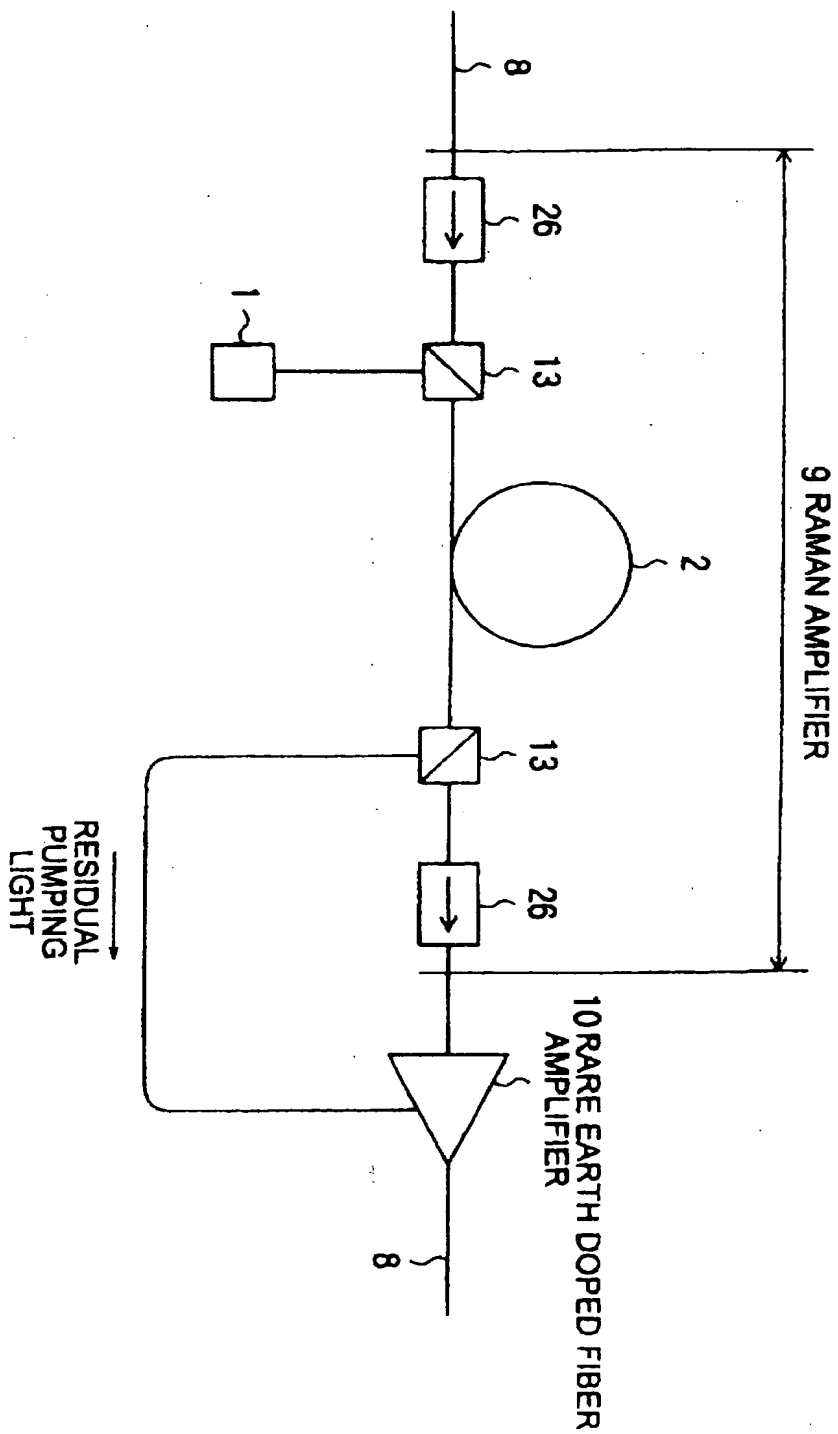 9 RAMAN AMPLIFIER
8
26
13
2
13
26
10 RARE EARTH DOPED FIBER
AMPLIFIER
1
RESIDUAL
PUMPING
LIGHT
8